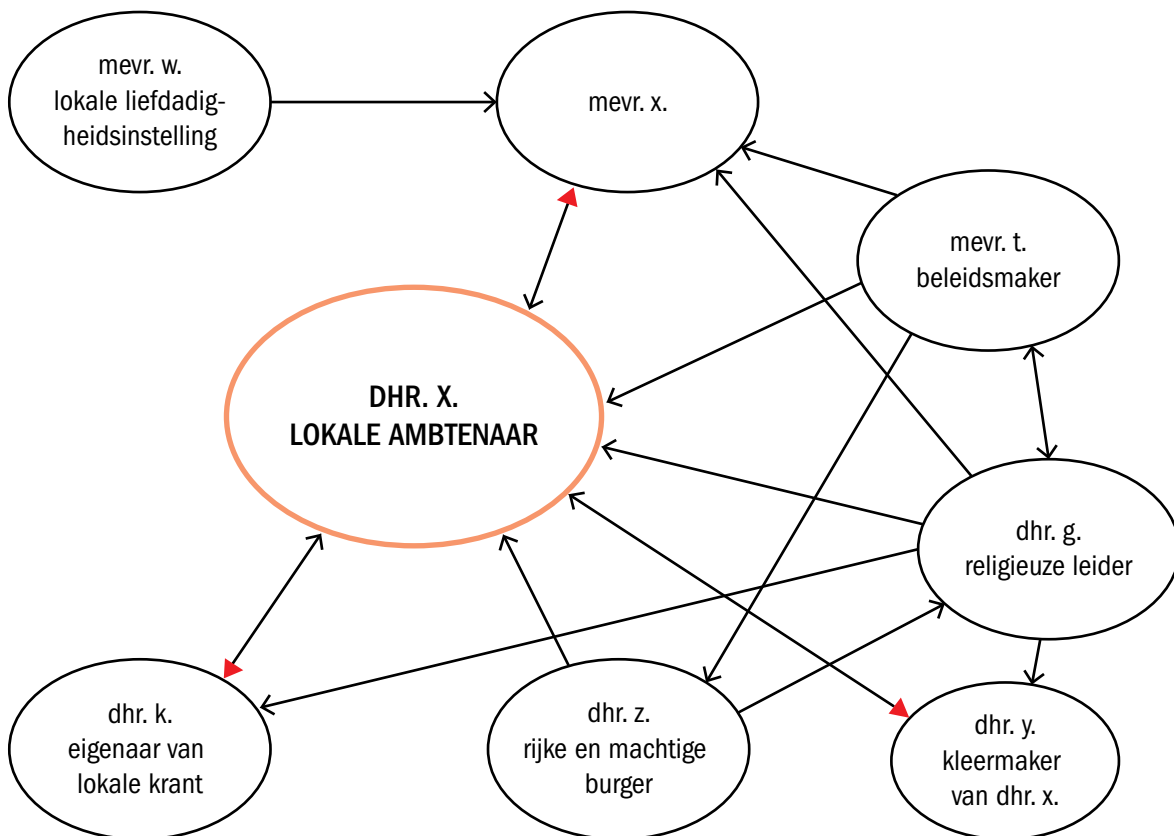 mevr. w.
lokale liefdadig-
heidsinstelling
mevr. x.
mevr. t.
beleidsmaker
DHR. X.
LOKALE AMBTENAAR
dhr. g.
religieuze leider
dhr. k.
eigenaar van
lokale krant
dhr. z.
rijke en machtige
burger
dhr. y.
kleermaker
van dhr. x.